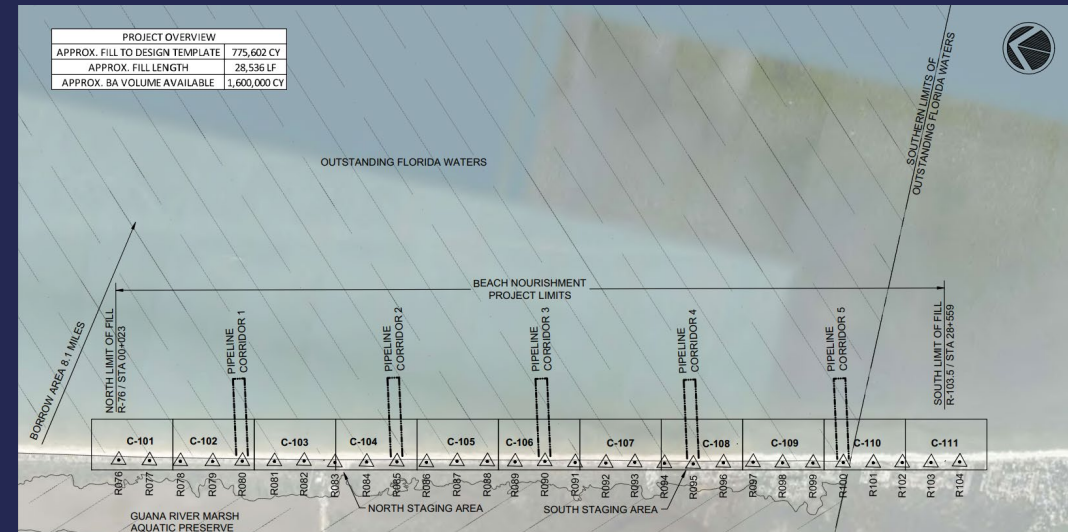 PROJECT OVERVIEW
APPROX. FILL TO DESIGN TEMPLATE 775,602 CY
APPROX. FILL LENGTH 28,536 LF
APPROX. BA VOLUME AVAILABLE 1,600,000 CY
OUTSTANDING FLORIDA WATERS
SOUTHERN LIMITS OF
OUTSTANDING FLORIDA WATERS
BEACH NOURISHMENT
PROJECT LIMITS
BORROW AREA 8.1 MILES
NORTH LIMIT OF FILL
R-76 / STA 00+023
PIPELINE
CORRIDOR 1
PIPELINE
CORRIDOR 2
PIPELINE
CORRIDOR 3
PIPELINE
CORRIDOR 4
PIPELINE
CORRIDOR 5
SOUTH LIMIT OF FILL
R-103.5 / STA 28+559
C-101 C-102 C-103 C-104 C-105 C-106 C-107 C-108 C-109 C-110 C-111
R076 R077 R078 R079 R080 R081 R082 R083 R084 R085 R086 R087 R088 R089 R090 R091 R092 R093 R094 R095 R096 R097 R098 R099 R100 R101 R102 R103 R104
NORTH STAGING AREA
SOUTH STAGING AREA
GUANA RIVER MARSH
AQUATIC PRESERVE